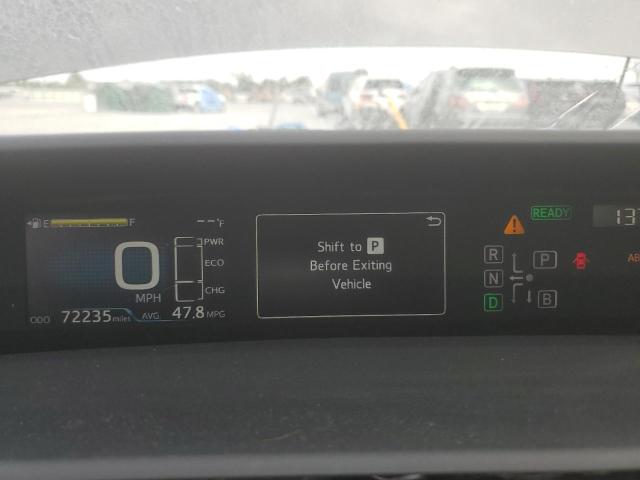 E F --°F
0
MPH
PWR
ECO
CHG
ODO 72235 miles AVG. 47.8 MPG
Shift to P
Before Exiting
Vehicle
READY
R P
N
D B